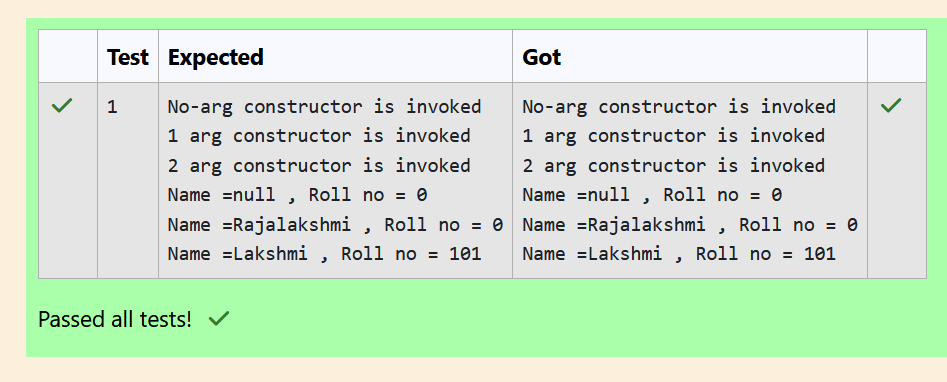 Test Expected Got
1 No-arg constructor is invoked No-arg constructor is invoked
1 arg constructor is invoked 1 arg constructor is invoked
2 arg constructor is invoked 2 arg constructor is invoked
Name =null , Roll no = 0 Name =null , Roll no = 0
Name =Rajalakshmi , Roll no = 0 Name =Rajalakshmi , Roll no = 0
Name =Lakshmi , Roll no = 101 Name =Lakshmi , Roll no = 101
Passed all tests!